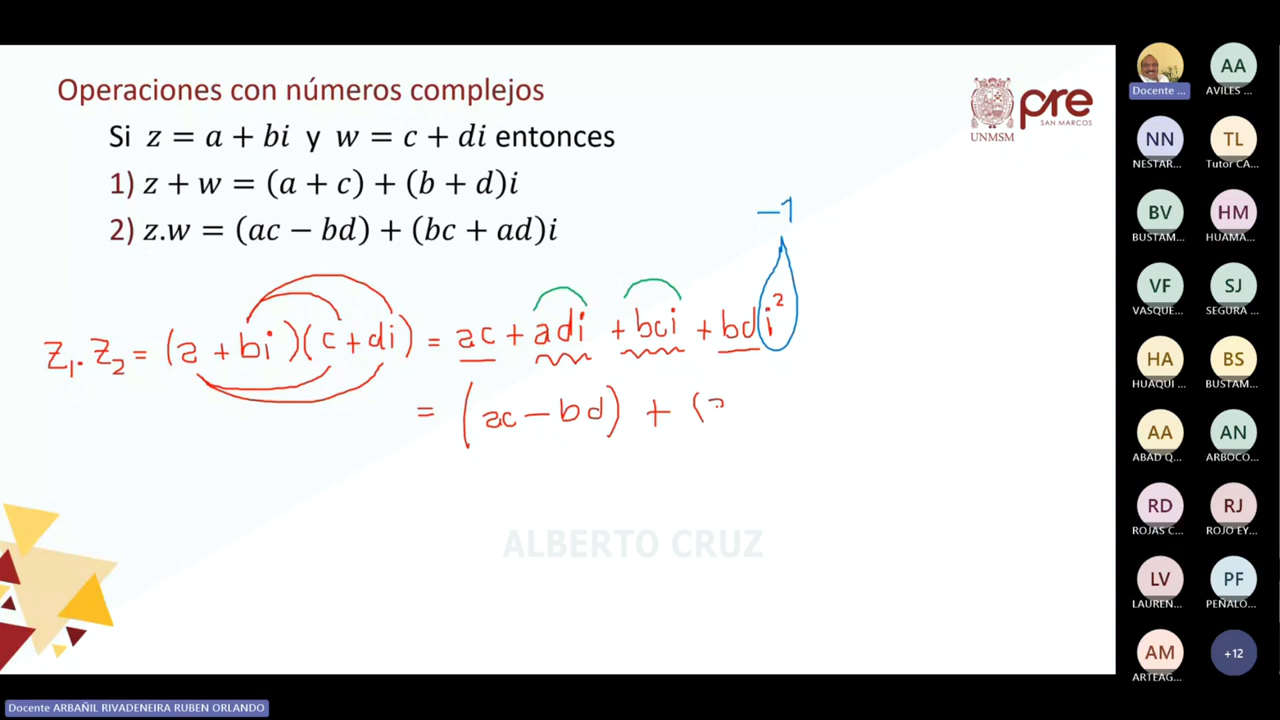 Operaciones con números complejos
Si z = a + bi y w = c + di entonces
1) z + w = (a + c) + (b + d)i
2) z.w = (ac − bd) + (bc + ad)i
UNMSM
pre
SAN MARCOS
−1
Z₁ . Z₂ = (a + bi)(c + di) = ac + adi + bci + bdi²
= (ac − bd) + (
ALBERTO CRUZ
Docente ...
AA
AVILES ...
NN
NESTAR...
TL
Tutor CA...
BV
BUSTAM...
HM
HUAMA...
VF
VASQUE...
SJ
SEGURA ...
HA
HUAQUI ...
BS
BUSTAM...
AA
ABAD Q...
AN
ARBOCO...
RD
ROJAS C...
RJ
ROJO EY...
LV
LAUREN...
PF
PEÑALO...
AM
ARTEAG...
+12
Docente ARBAÑIL RIVADENEIRA RUBEN ORLANDO